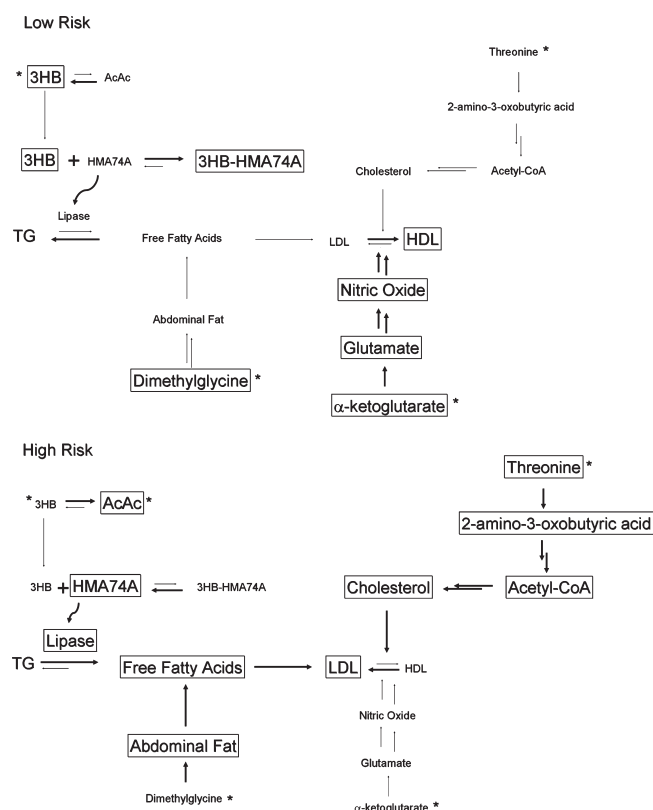 Low Risk
Threonine *
* 3HB AcAc
2-amino-3-oxobutyric acid
3HB + HMA74A 3HB-HMA74A
Cholesterol Acetyl-CoA
Lipase
TG Free Fatty Acids LDL HDL
Nitric Oxide
Abdominal Fat
Glutamate
Dimethylglycine *
α-ketoglutarate *
High Risk
Threonine *
* 3HB AcAc *
2-amino-3-oxobutyric acid
3HB + HMA74A 3HB-HMA74A Cholesterol Acetyl-CoA
Lipase
TG Free Fatty Acids LDL HDL
Nitric Oxide
Abdominal Fat
Glutamate
Dimethylglycine *
α-ketoglutarate *